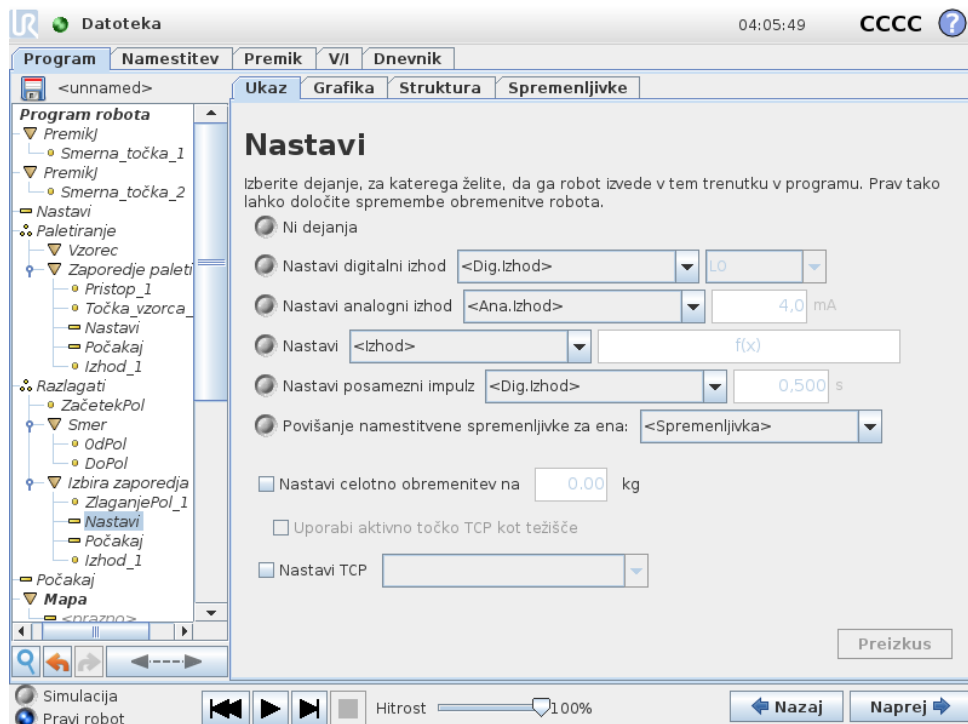 UR Datoteka 04:05:49 CCCC ?
Program Namestitev Premik V/I Dnevnik
<unnamed>
Ukaz Grafika Struktura Spremenljivke
Program robota
PremikJ
Smerna_točka_1
PremikJ
Smerna_točka_2
Nastavi
Paletiranje
Vzorec
Zaporedje paleti
Pristop_1
Točka_vzorca_
Nastavi
Počakaj
Izhod_1
Razlagati
ZačetekPol
Smer
OdPol
DoPol
Izbira zaporedja
ZlaganjePol_1
Nastavi
Počakaj
Izhod_1
Počakaj
Mapa
<prazno>
Nastavi
Izberite dejanje, za katerega želite, da ga robot izvede v tem trenutku v programu. Prav tako
lahko določite spremembe obremenitve robota.
Ni dejanja
Nastavi digitalni izhod <Dig.Izhod> LO
Nastavi analogni izhod <Ana.Izhod> 4,0 mA
Nastavi <Izhod> f(x)
Nastavi posamezni impulz <Dig.Izhod> 0,500 s
Povišanje namestitvene spremenljivke za ena: <Spremenljivka>
Nastavi celotno obremenitev na 0.00 kg
Uporabi aktivno točko TCP kot težišče
Nastavi TCP
Preizkus
Simulacija
Pravi robot
Hitrost 100%
Nazaj Naprej